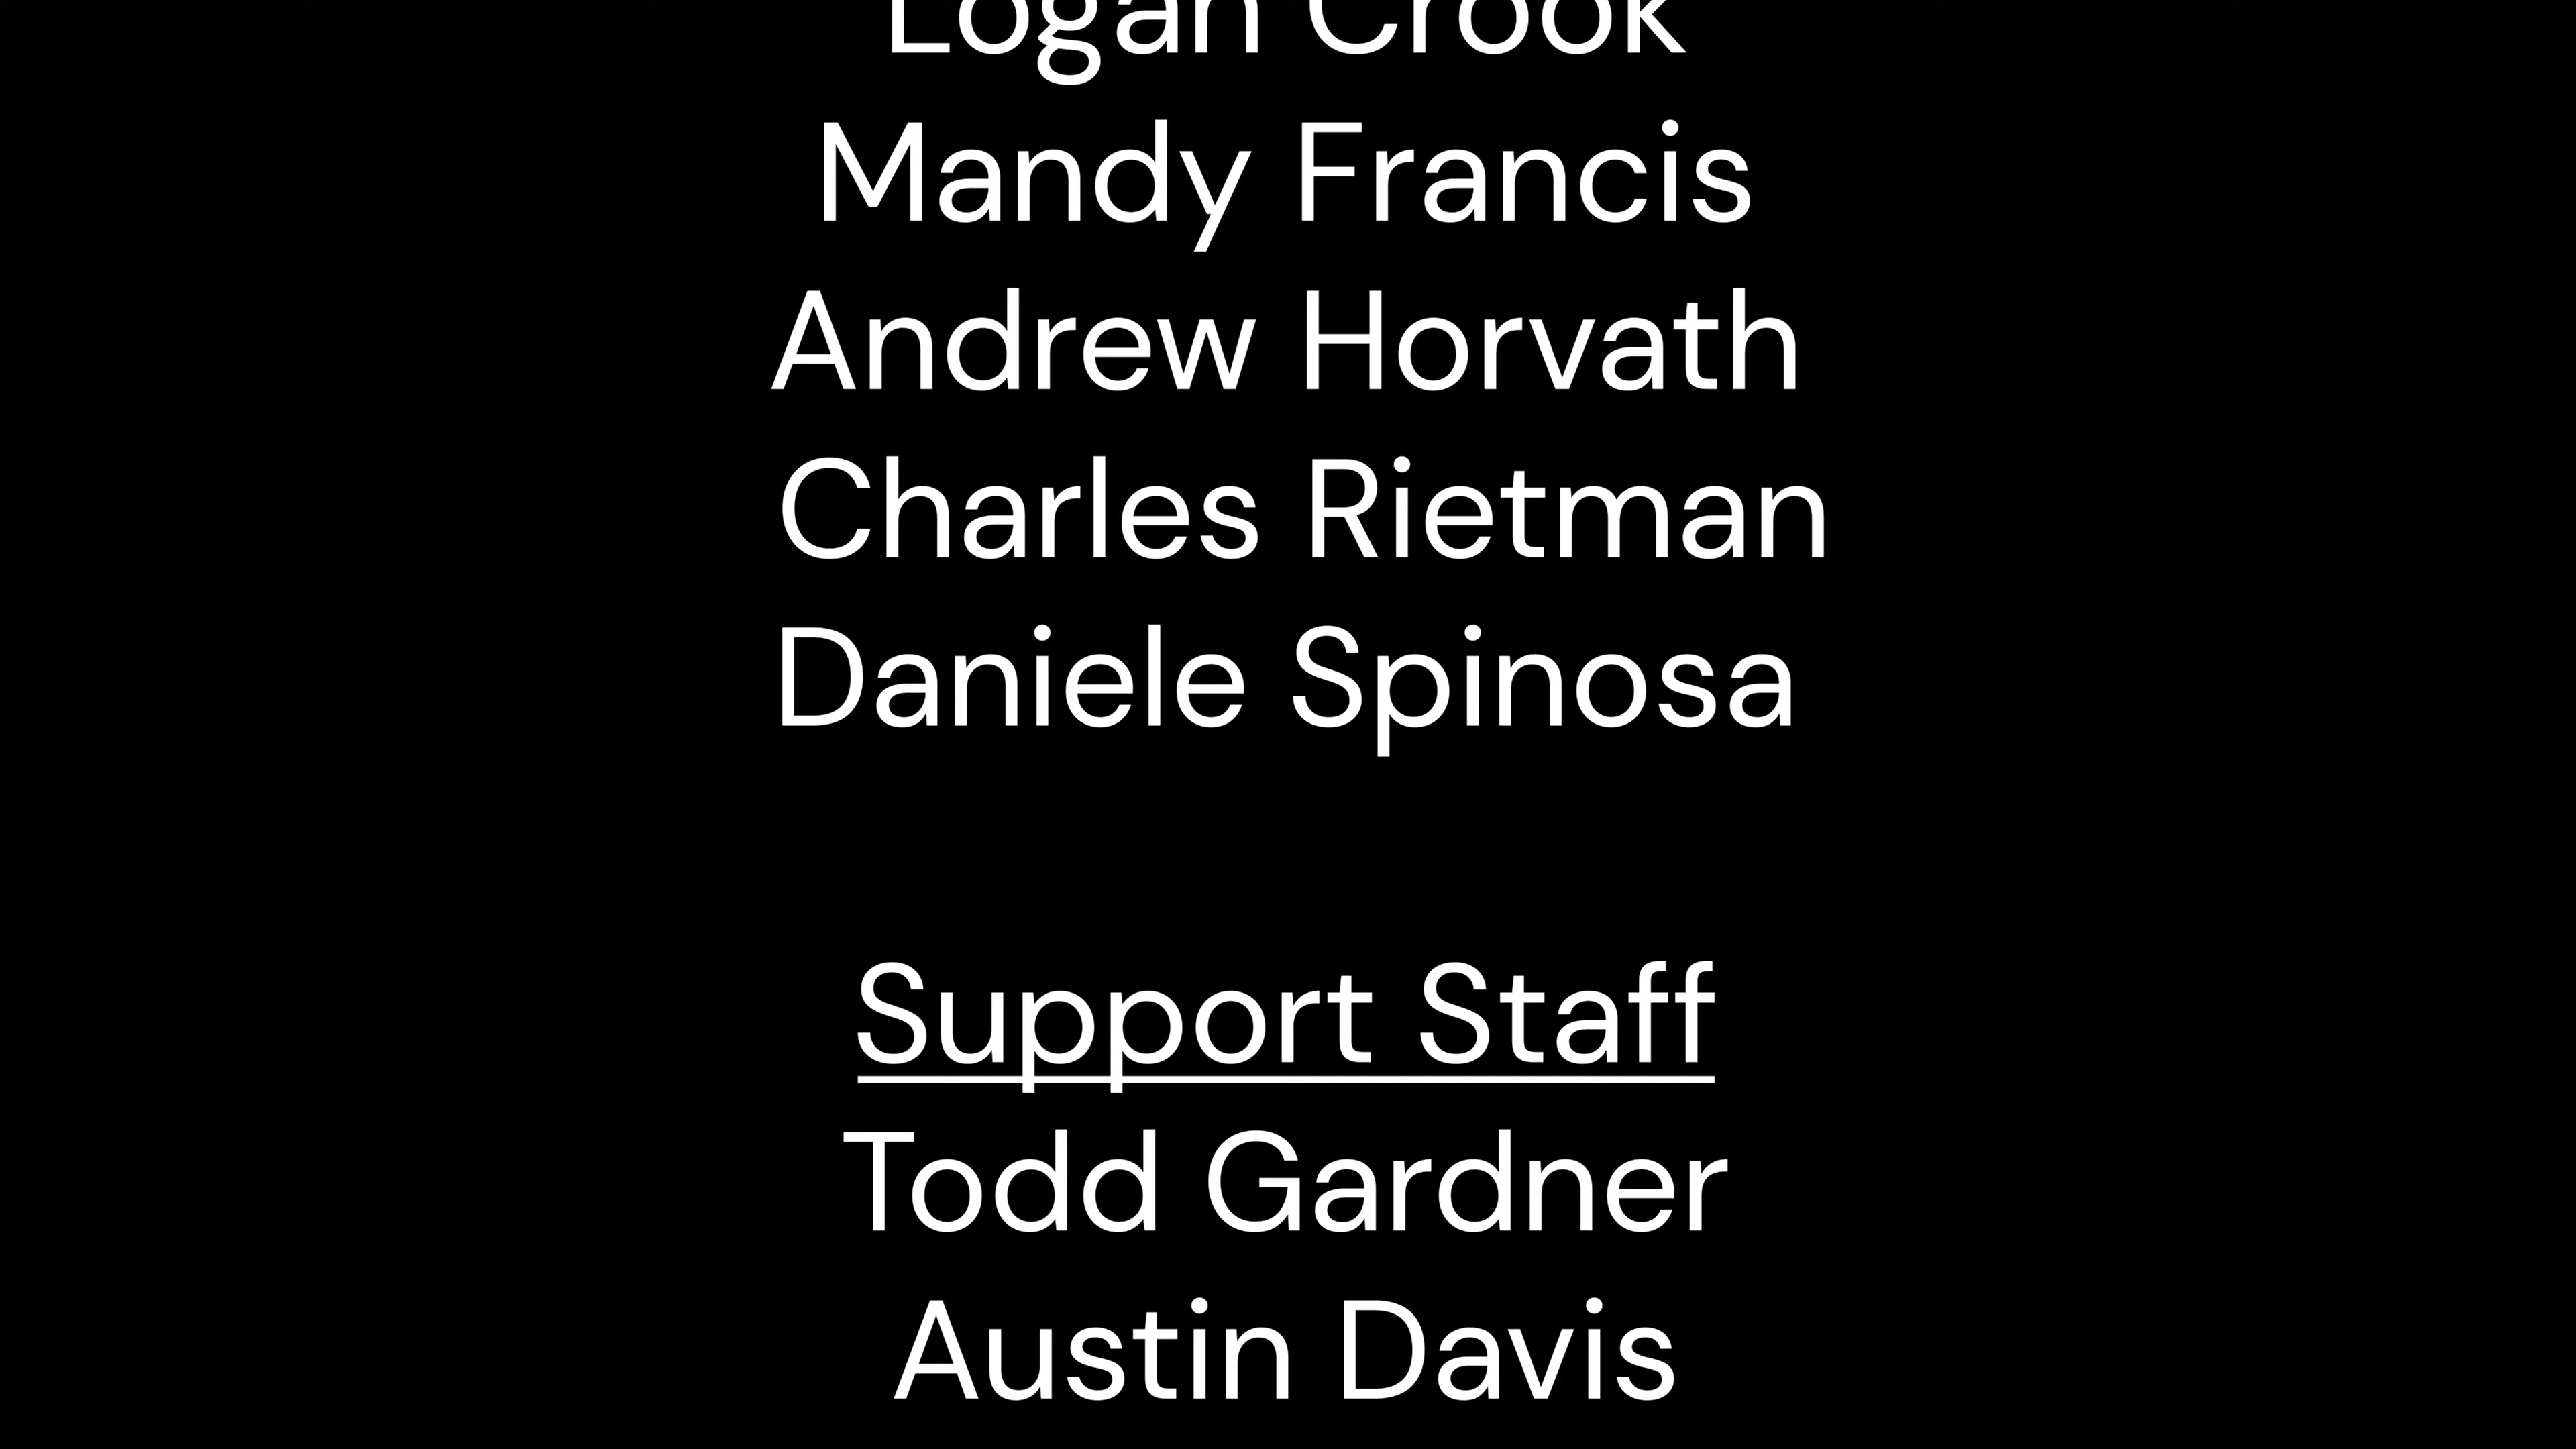 Logan Crook
Mandy Francis
Andrew Horvath
Charles Rietman
Daniele Spinosa
Support Staff
Todd Gardner
Austin Davis